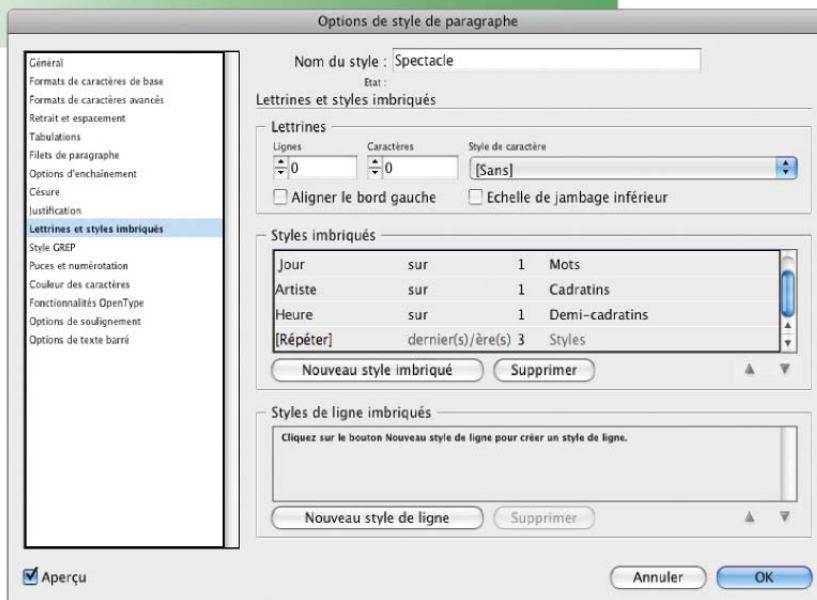 Options de style de paragraphe
Général
Formats de caractères de base
Formats de caractères avancés
Retrait et espacement
Tabulations
Filets de paragraphe
Options d'enchaînement
Césure
Justification
Lettrines et styles imbriqués
Style GREP
Puces et numérotation
Couleur des caractères
Fonctionnalités OpenType
Options de soulignement
Options de texte barré
Nom du style : Spectacle
Etat :
Lettrines et styles imbriqués
Lettrines
Lignes Caractères Style de caractère
0 0 [Sans]
Aligner le bord gauche Echelle de jambage inférieur
Styles imbriqués
Jour sur 1 Mots
Artiste sur 1 Cadratins
Heure sur 1 Demi-cadratins
[Répéter] dernier(s)/ère(s) 3 Styles
Nouveau style imbriqué Supprimer
Styles de ligne imbriqués
Cliquez sur le bouton Nouveau style de ligne pour créer un style de ligne.
Nouveau style de ligne Supprimer
Aperçu Annuler OK